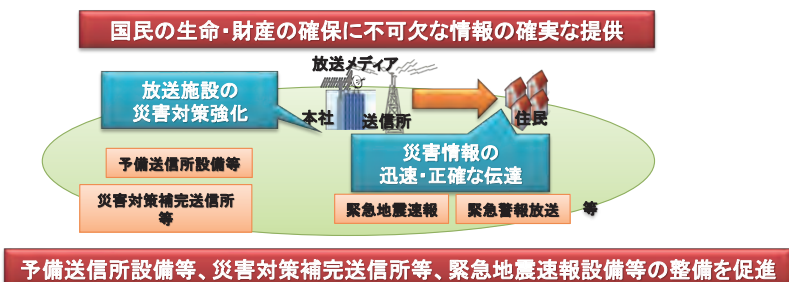 国民の生命・財産の確保に不可欠な情報の確実な提供
放送メディア
放送施設の
災害対策強化
本社
送信所
住民
災害情報の
迅速・正確な伝達
予備送信所設備等
災害対策補完送信所
等
緊急地震速報
緊急警報放送
等
予備送信所設備等、災害対策補完送信所等、緊急地震速報設備等の整備を促進